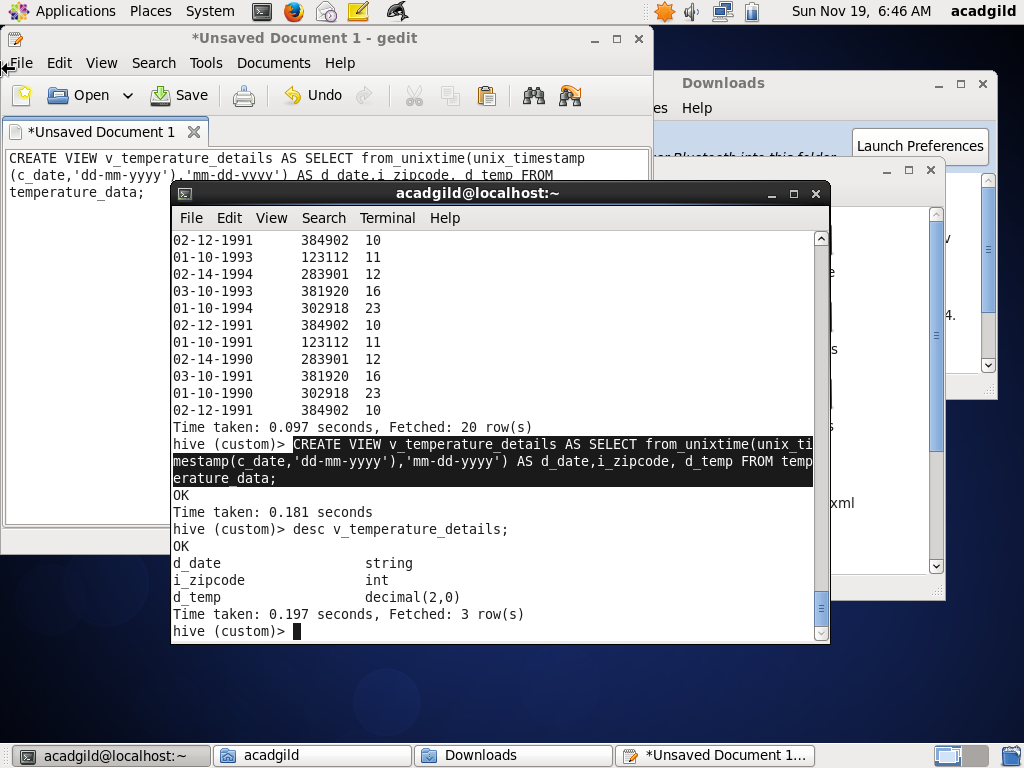 Applications Places System
Sun Nov 19, 6:46 AM acadgild
*Unsaved Document 1 - gedit
File Edit View Search Tools Documents Help
Open Save Undo
*Unsaved Document 1
CREATE VIEW v_temperature_details AS SELECT from_unixtime(unix_timestamp
(c_date,'dd-mm-yyyy'),'mm-dd-yyyy') AS d_date,i_zipcode, d_temp FROM
temperature_data;
Downloads
Help
into this folder
Launch Preferences
4.
xml
acadgild@localhost:~
File Edit View Search Terminal Help
02-12-1991 384902 10
01-10-1993 123112 11
02-14-1994 283901 12
03-10-1993 381920 16
01-10-1994 302918 23
02-12-1991 384902 10
01-10-1991 123112 11
02-14-1990 283901 12
03-10-1991 381920 16
01-10-1990 302918 23
02-12-1991 384902 10
Time taken: 0.097 seconds, Fetched: 20 row(s)
hive (custom)> CREATE VIEW v_temperature_details AS SELECT from_unixtime(unix_ti
mestamp(c_date,'dd-mm-yyyy'),'mm-dd-yyyy') AS d_date,i_zipcode, d_temp FROM temp
erature_data;
OK
Time taken: 0.181 seconds
hive (custom)> desc v_temperature_details;
OK
d_date string
i_zipcode int
d_temp decimal(2,0)
Time taken: 0.197 seconds, Fetched: 3 row(s)
hive (custom)>
acadgild@localhost:~
acadgild
Downloads
*Unsaved Document 1...